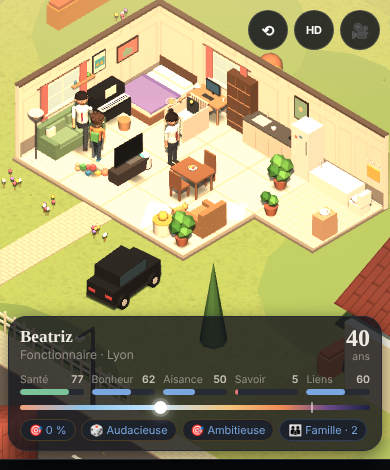 HD
Beatriz
40
Fonctionnaire · Lyon
ans
Santé 77 Bonheur 62 Aisance 50 Savoir 5 Liens 60
0 % Audacieuse Ambitieuse Famille · 2